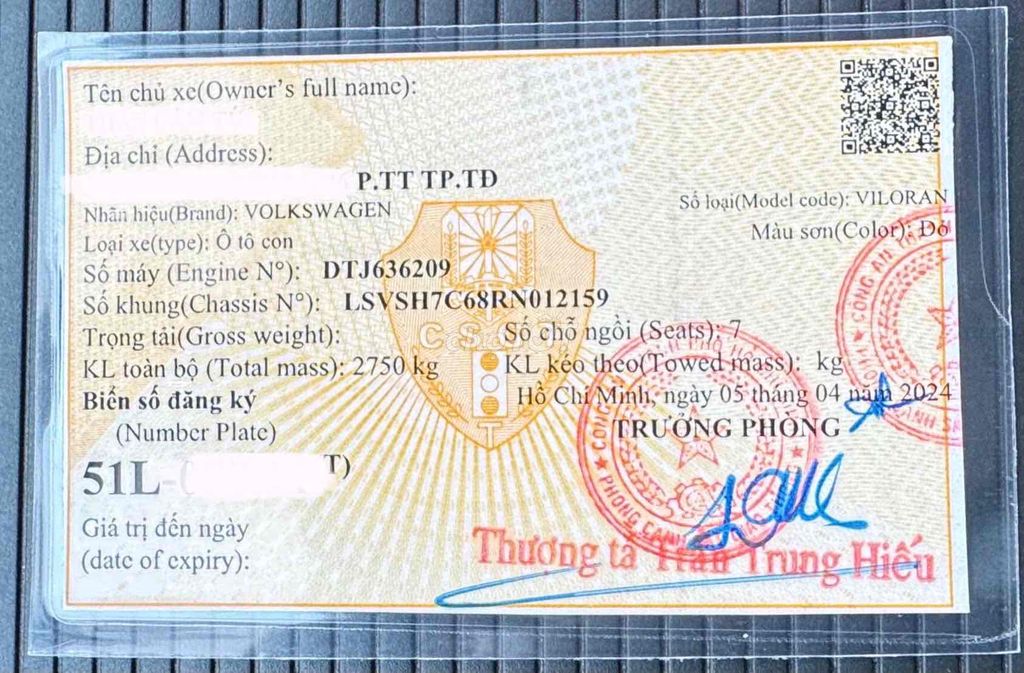 Tên chủ xe(Owner's full name):
Địa chỉ (Address):
P.TT TP.TĐ
Nhãn hiệu(Brand): VOLKSWAGEN
Số loại(Model code): VILORAN
Loại xe(type): Ô tô con
Màu sơn(Color): Đỏ
Số máy (Engine N°): DTJ636209
Số khung(Chassis N°): LSVSH7C68RN012159
Trọng tải(Gross weight):
Số chỗ ngồi (Seats): 7
KL toàn bộ (Total mass): 2750 kg
KL kéo theo(Towed mass): kg
Biển số đăng ký
Hồ Chí Minh, ngày 05 tháng 04 năm 2024
(Number Plate)
TRƯỞNG PHÒNG
51L-
T)
Giá trị đến ngày
(date of expiry):
Thượng tá Trần Trung Hiếu